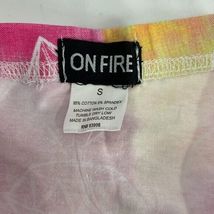 ON FIRE
S
95% COTTON 5% SPANDEX
MACHINE WASH COLD
TUMBLE DRY LOW
MADE IN BANGLADESH